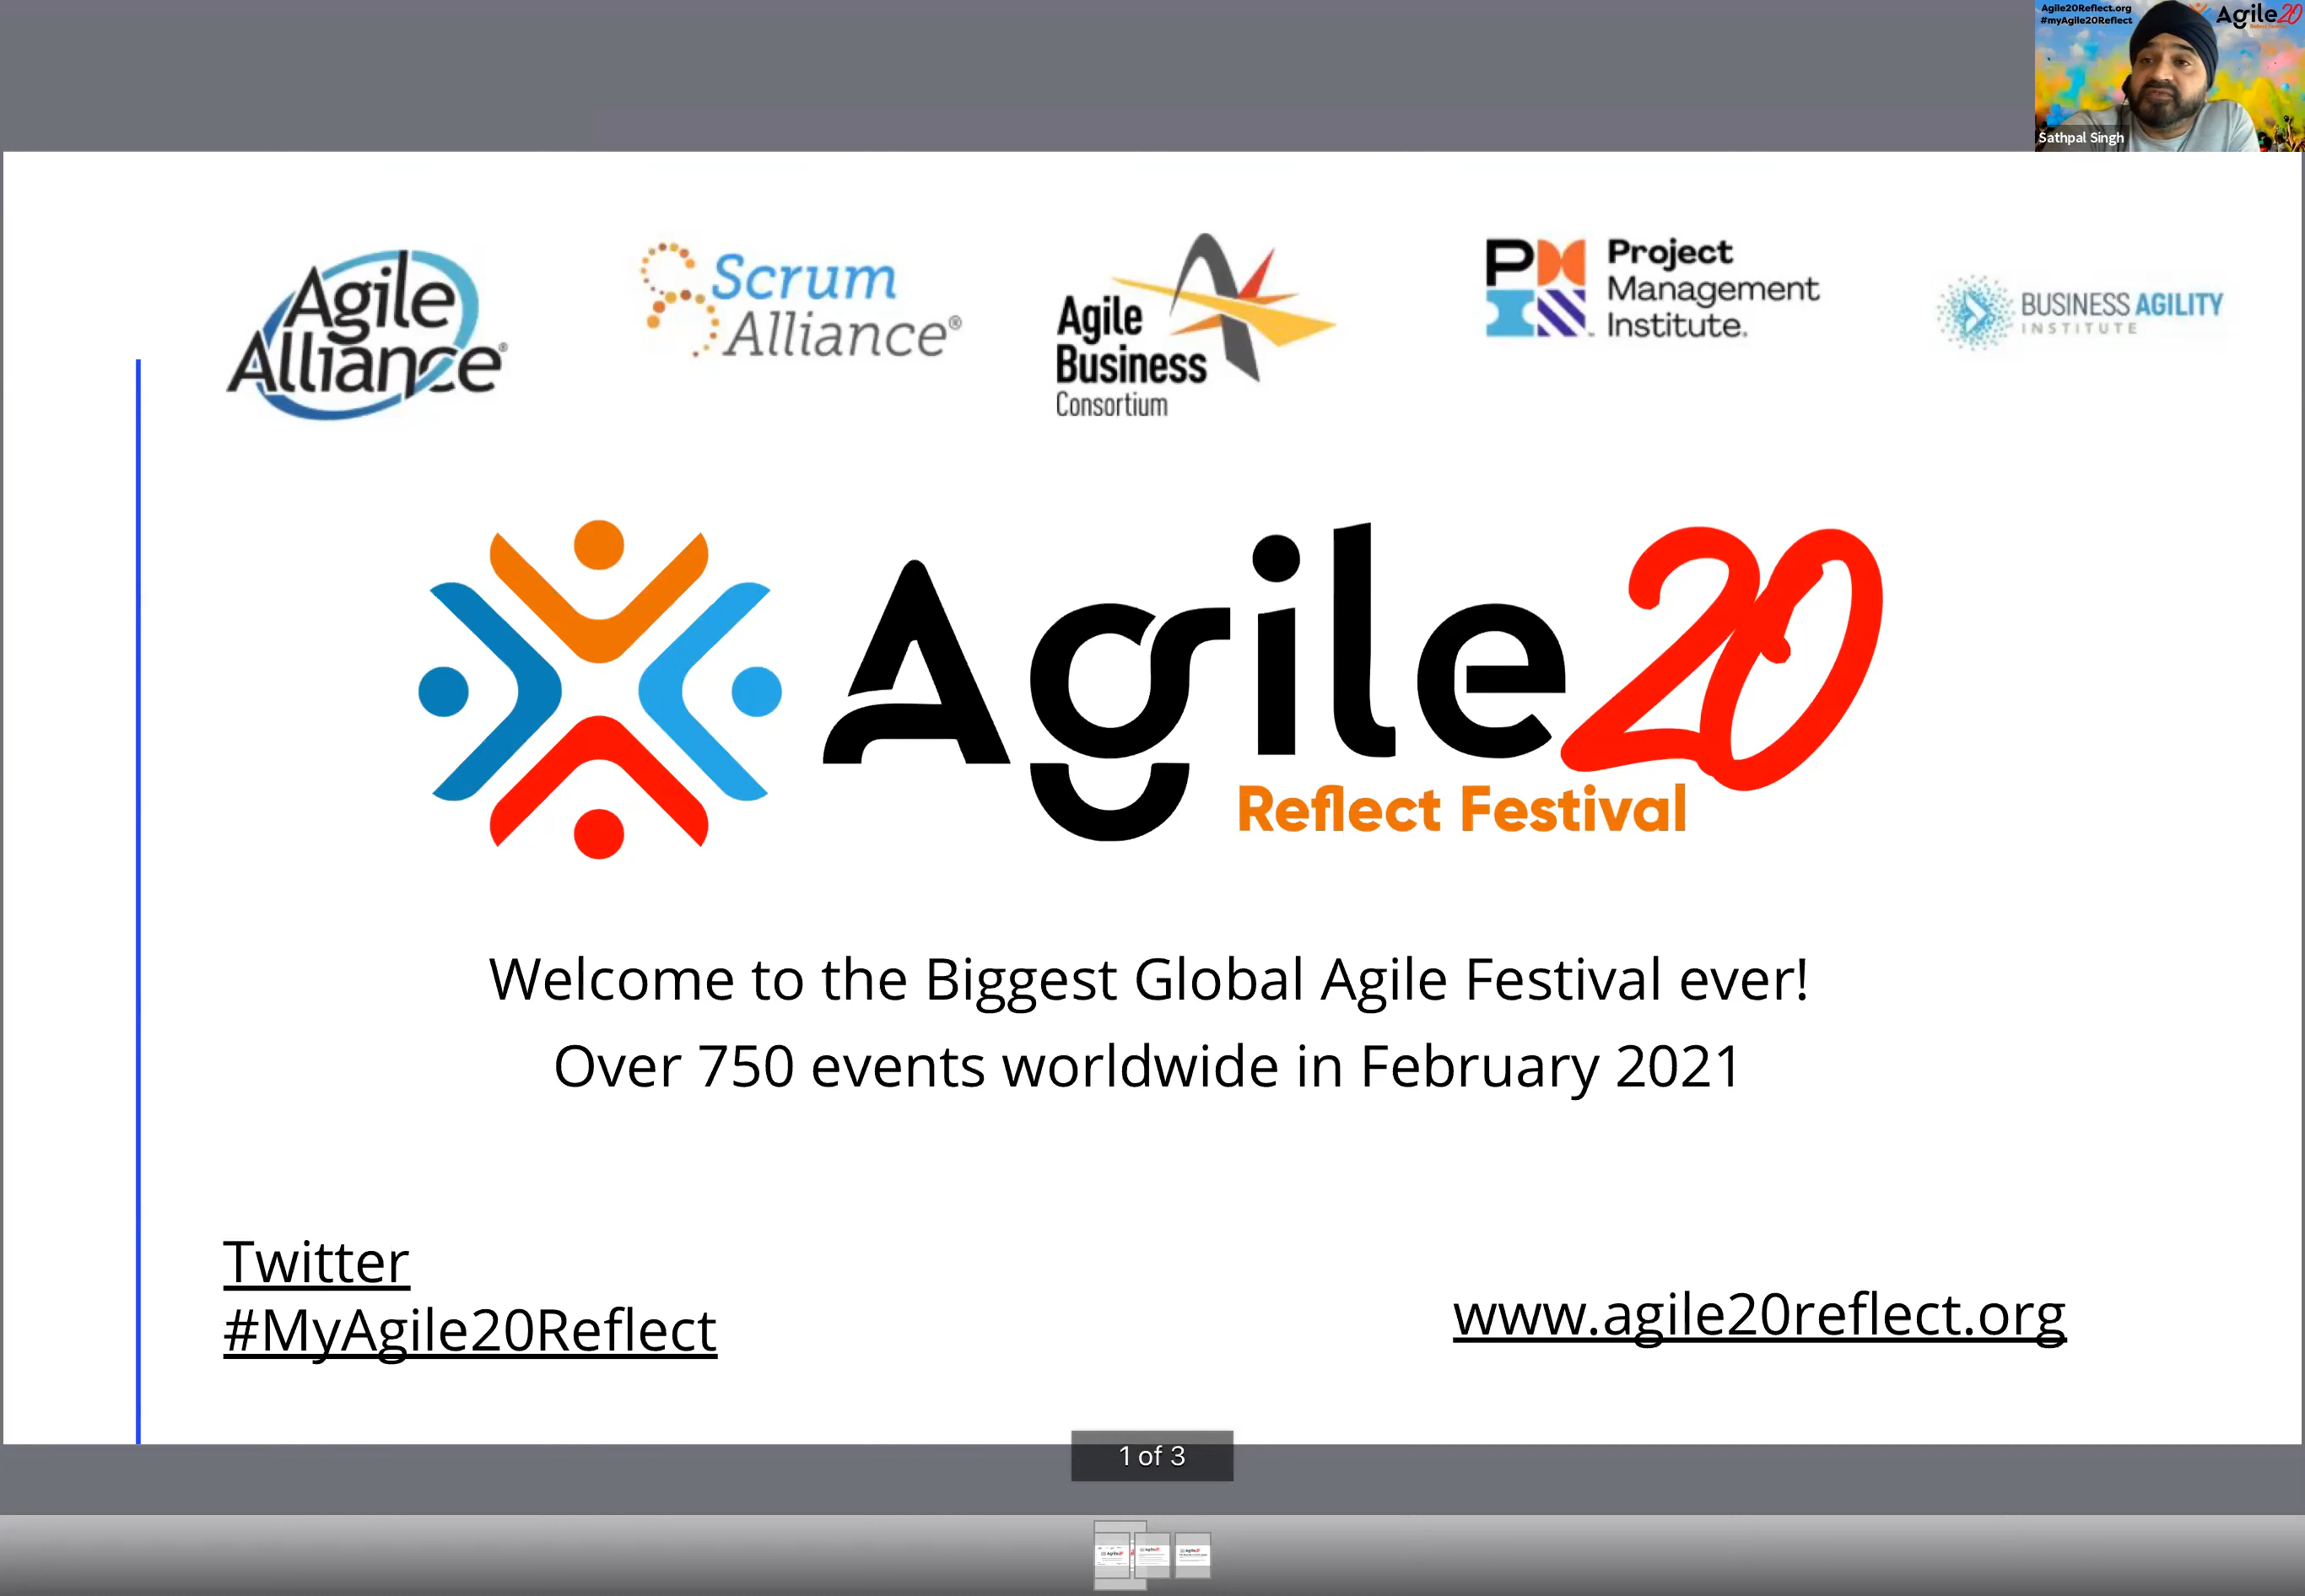 Agile20Reflect.org
#myAgile20Reflect
Agile20
Sathpal Singh
Agile
Alliance®
Scrum
Alliance®
Agile
Business
Consortium
Project
Management
Institute.
BUSINESS AGILITY
INSTITUTE
Agile20
Reflect Festival
Welcome to the Biggest Global Agile Festival ever!
Over 750 events worldwide in February 2021
Twitter
#MyAgile20Reflect
www.agile20reflect.org
1 of 3